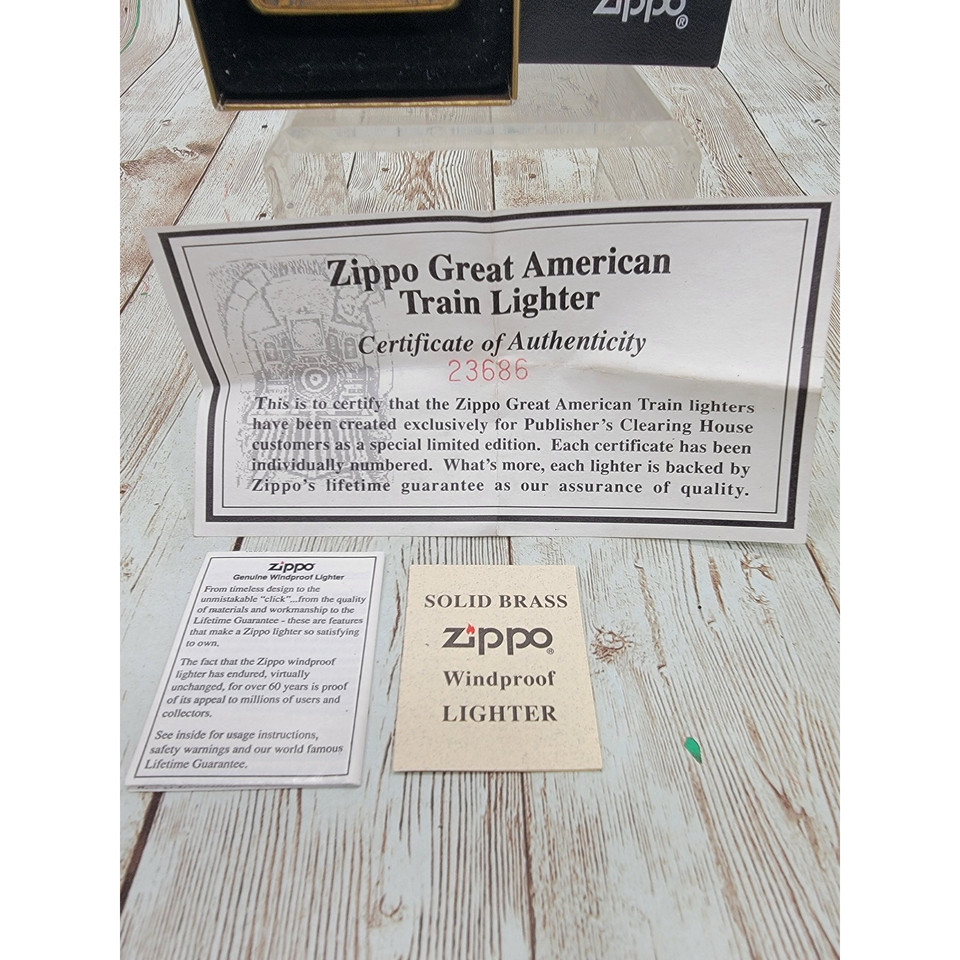 Zippo®
Zippo Great American
Train Lighter
Certificate of Authenticity
23686
This is to certify that the Zippo Great American Train lighters
have been created exclusively for Publisher's Clearing House
customers as a special limited edition. Each certificate has been
individually numbered. What's more, each lighter is backed by
Zippo's lifetime guarantee as our assurance of quality.
Zippo
Genuine Windproof Lighter
From timeless design to the
unmistakable "click"...from the quality
of materials and workmanship to the
Lifetime Guarantee - these are features
that make a Zippo lighter so satisfying
to own.
The fact that the Zippo windproof
lighter has endured, virtually
unchanged, for over 60 years is proof
of its appeal to millions of users and
collectors.
See inside for usage instructions,
safety warnings and our world famous
Lifetime Guarantee.
SOLID BRASS
Zippo®
Windproof
LIGHTER